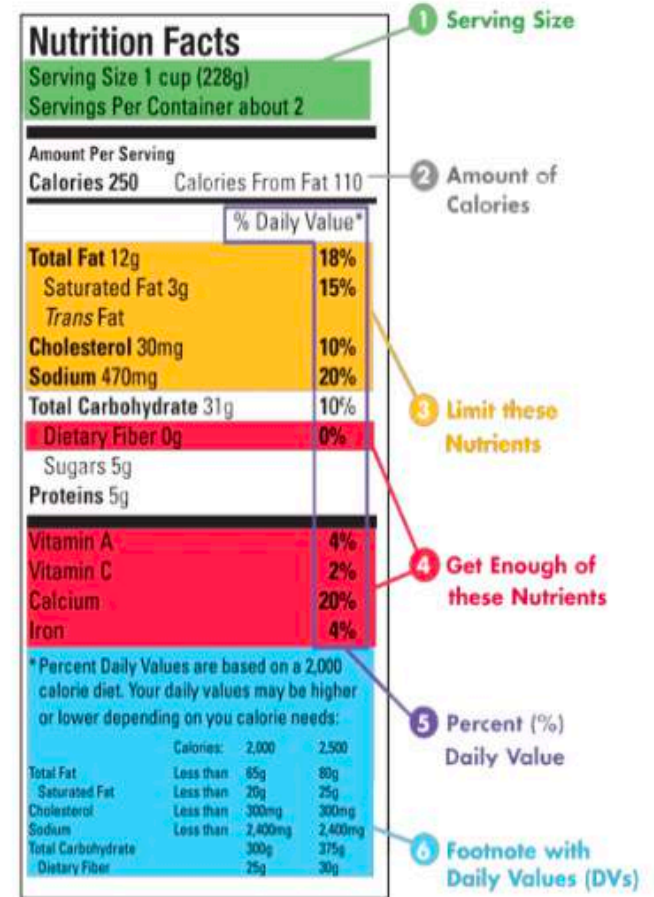 Nutrition Facts
Serving Size 1 cup (228g)
Servings Per Container about 2
Amount Per Serving
Calories 250 Calories From Fat 110
% Daily Value*
Total Fat 12g 18%
Saturated Fat 3g 15%
Trans Fat
Cholesterol 30mg 10%
Sodium 470mg 20%
Total Carbohydrate 31g 10%
Dietary Fiber 0g 0%
Sugars 5g
Proteins 5g
Vitamin A 4%
Vitamin C 2%
Calcium 20%
Iron 4%
*Percent Daily Values are based on a 2,000
calorie diet. Your daily values may be higher
or lower depending on you calorie needs:
Calories: 2,000 2,500
Total Fat Less than 65g 80g
Saturated Fat Less than 20g 25g
Cholesterol Less than 300mg 300mg
Sodium Less than 2,400mg 2,400mg
Total Carbohydrate 300g 375g
Dietary Fiber 25g 30g
1 Serving Size
2 Amount of
Calories
3 Limit these
Nutrients
4 Get Enough of
these Nutrients
5 Percent (%)
Daily Value
6 Footnote with
Daily Values (DVs)